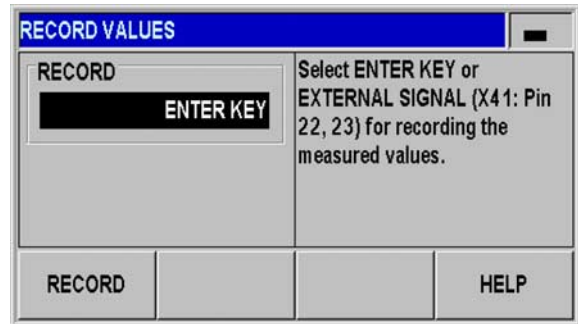 RECORD VALUES
RECORD
ENTER KEY
Select ENTER KEY or
EXTERNAL SIGNAL (X41: Pin
22, 23) for recording the
measured values.
RECORD
HELP